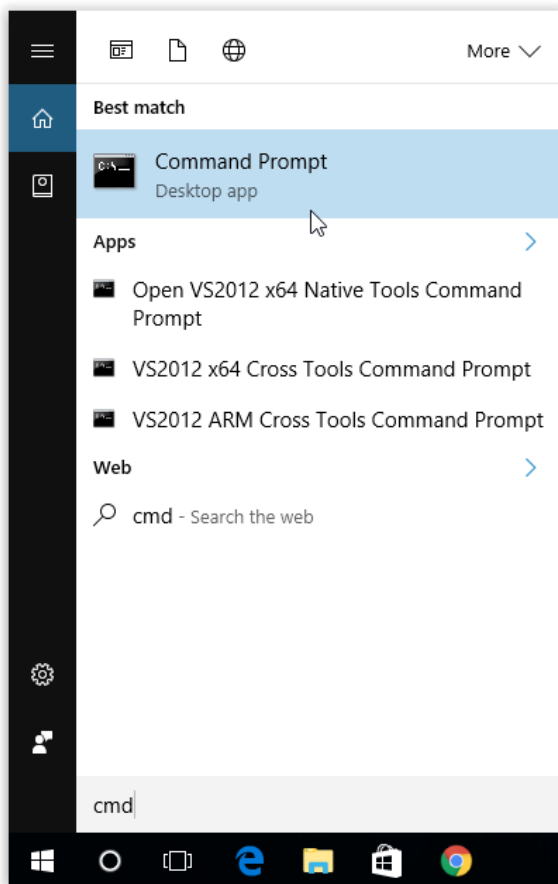 More
Best match
C:\_
Command Prompt
Desktop app
Apps
Open VS2012 x64 Native Tools Command
Prompt
VS2012 x64 Cross Tools Command Prompt
VS2012 ARM Cross Tools Command Prompt
Web
cmd - Search the web
cmd